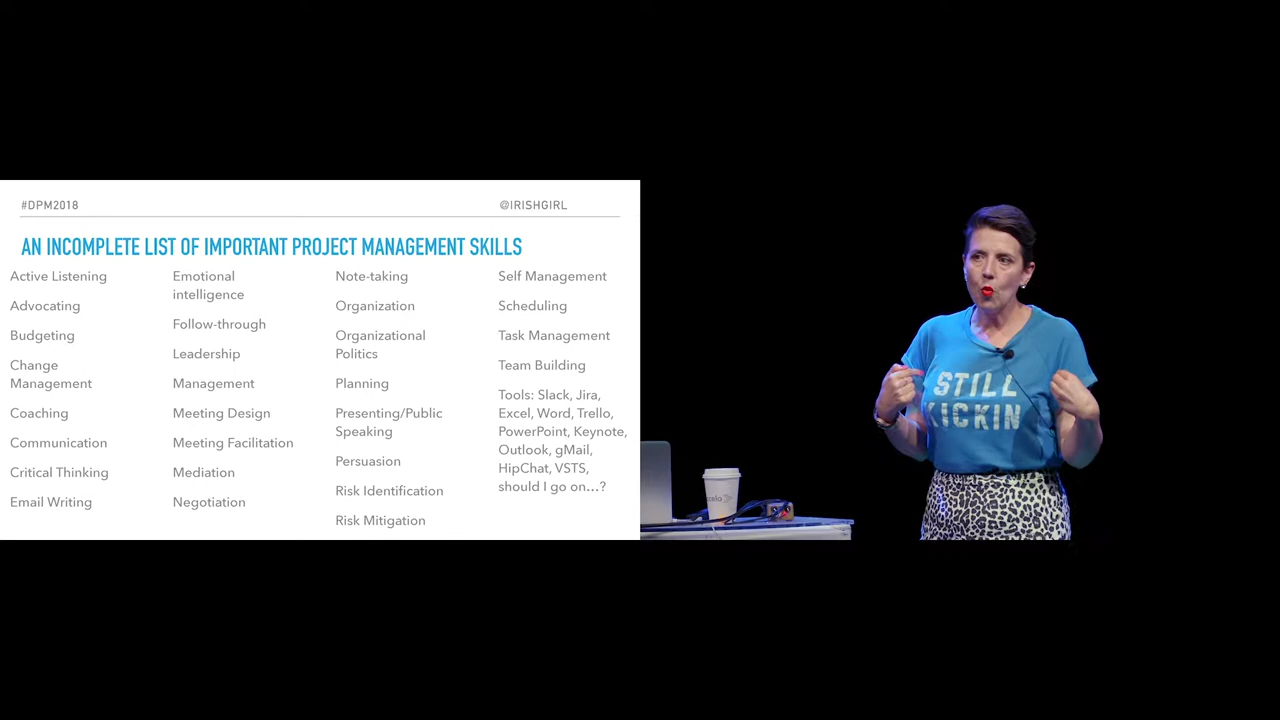 #DPM2018
@IRISHGIRL
AN INCOMPLETE LIST OF IMPORTANT PROJECT MANAGEMENT SKILLS
Active Listening
Advocating
Budgeting
Change
Management
Coaching
Communication
Critical Thinking
Email Writing
Emotional
intelligence
Follow-through
Leadership
Management
Meeting Design
Meeting Facilitation
Mediation
Negotiation
Note-taking
Organization
Organizational
Politics
Planning
Presenting/Public
Speaking
Persuasion
Risk Identification
Risk Mitigation
Self Management
Scheduling
Task Management
Team Building
Tools: Slack, Jira,
Excel, Word, Trello,
PowerPoint, Keynote,
Outlook, gMail,
HipChat, VSTS,
should I go on...?
STILL
KICKIN